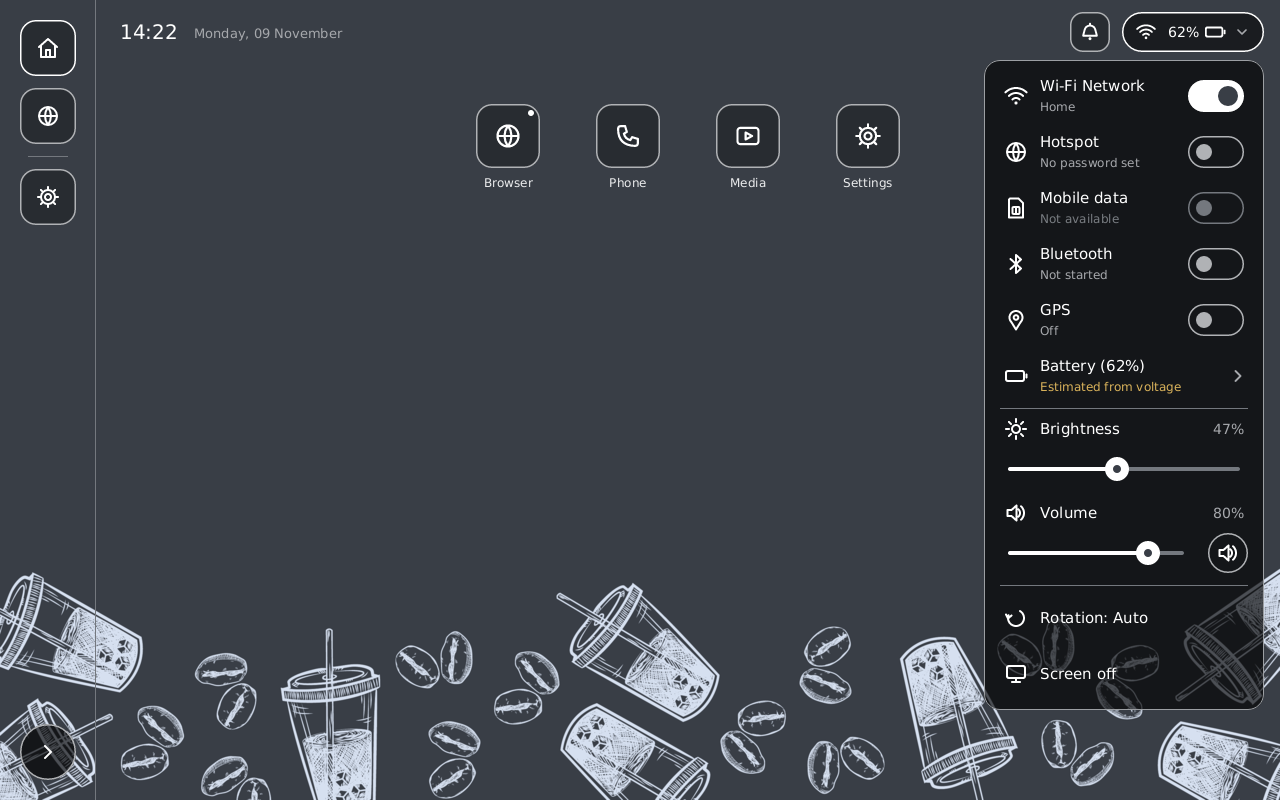 14:22 Monday, 09 November
62%
Browser Phone Media Settings
Wi-Fi Network
Home
Hotspot
No password set
Mobile data
Not available
Bluetooth
Not started
GPS
Off
Battery (62%)
Estimated from voltage
Brightness 47%
Volume 80%
Rotation: Auto
Screen off